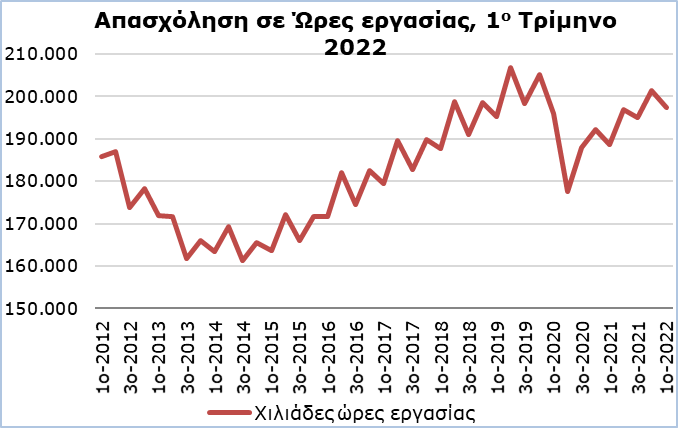 Απασχόληση σε Ώρες εργασίας, 1ο Τρίμηνο
2022
210.000
200.000
190.000
180.000
170.000
160.000
150.000
1ο-2012
3ο-2012
1ο-2013
3ο-2013
1ο-2014
3ο-2014
1ο-2015
3ο-2015
1ο-2016
3ο-2016
1ο-2017
3ο-2017
1ο-2018
3ο-2018
1ο-2019
3ο-2019
1ο-2020
3ο-2020
1ο-2021
3ο-2021
1ο-2022
Χιλιάδες ώρες εργασίας